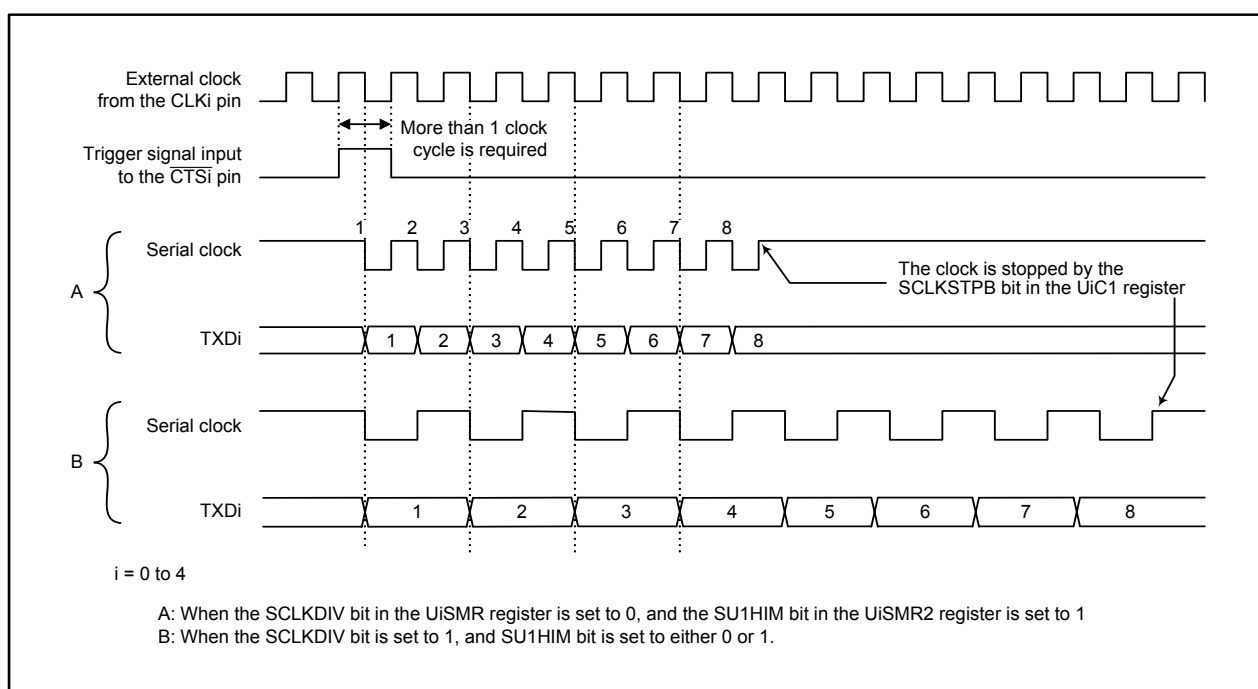 External clock
from the CLKi pin
More than 1 clock
cycle is required
Trigger signal input
to the CTSi pin
1 2 3 4 5 6 7 8
A
Serial clock
The clock is stopped by the
SCLKSTPB bit in the UiC1 register
TXDi
1 2 3 4 5 6 7 8
B
Serial clock
TXDi
1 2 3 4 5 6 7 8
i = 0 to 4
A: When the SCLKDIV bit in the UiSMR register is set to 0, and the SU1HIM bit in the UiSMR2 register is set to 1
B: When the SCLKDIV bit is set to 1, and SU1HIM bit is set to either 0 or 1.